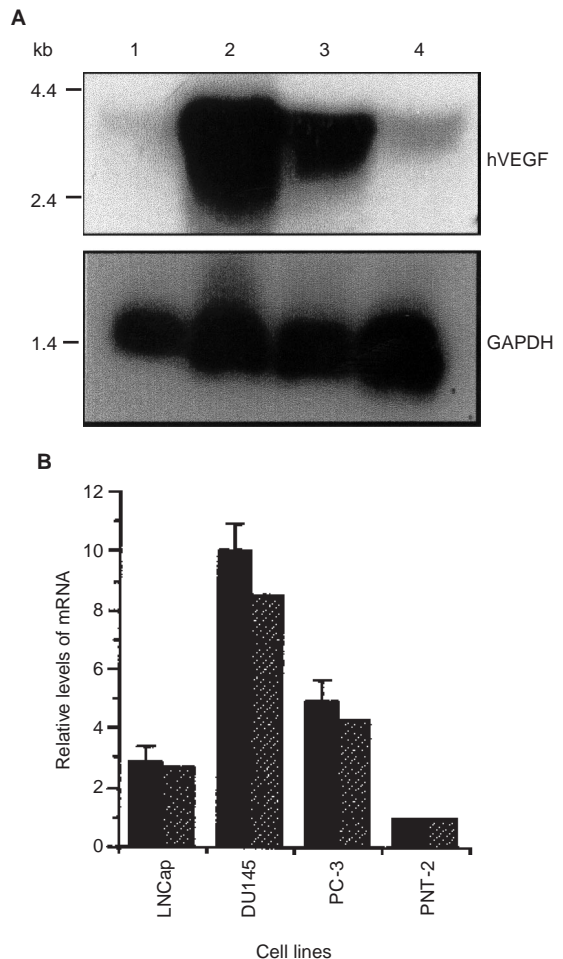 A
kb 1 2 3 4
4.4
hVEGF
2.4
1.4
GAPDH
B
12
10
8
6
4
2
0
Relative levels of mRNA
LNCap
DU145
PC-3
PNT-2
Cell lines